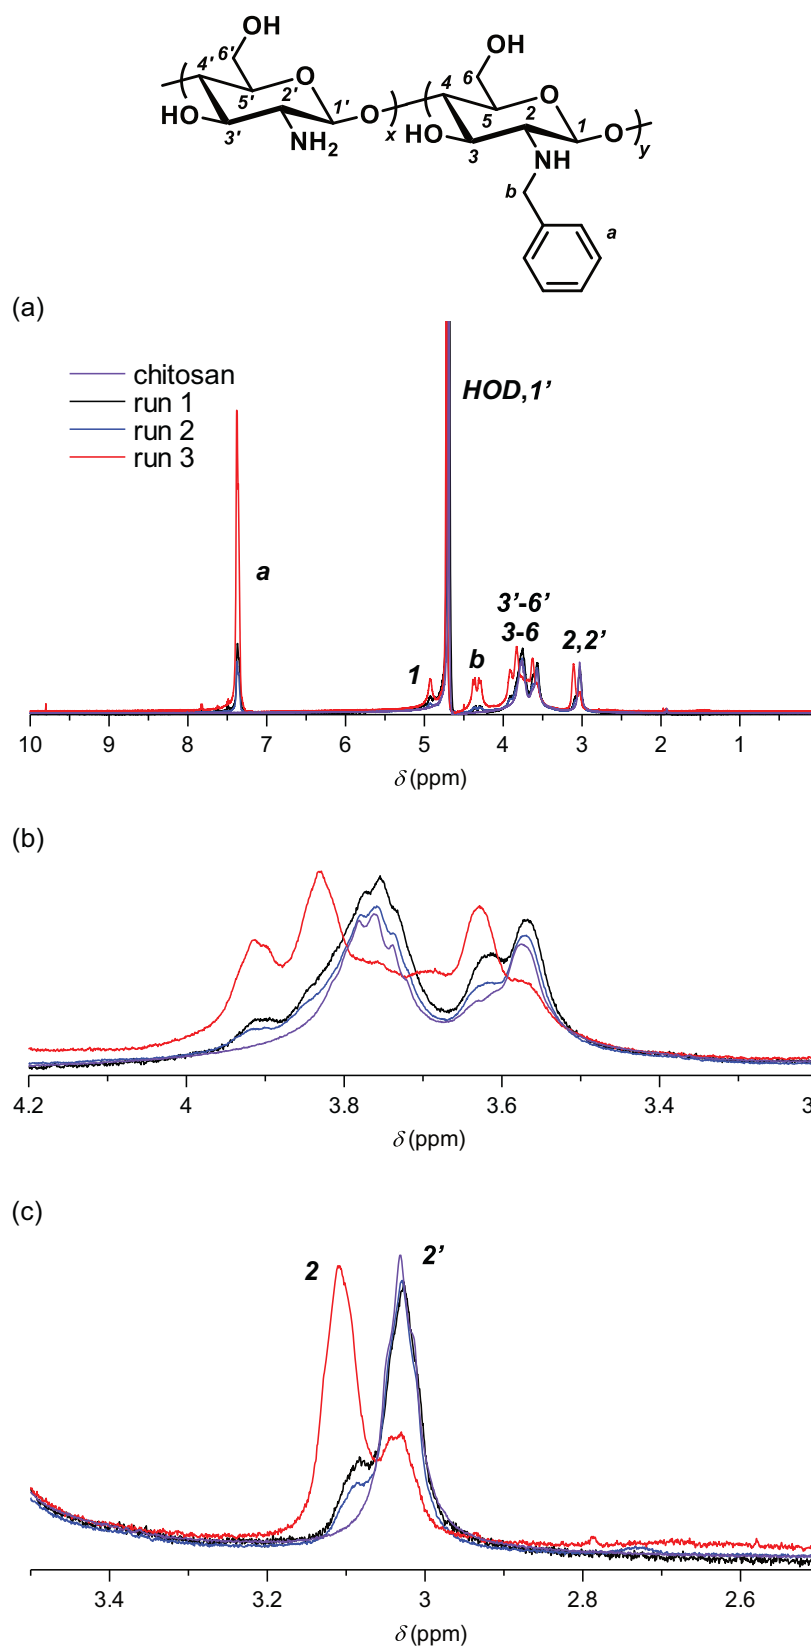 OH
6'
4'
O
5'
2'
1'
HO
3'
NH2
O
x
OH
6
4
O
5
2
1
HO
3
NH
O
y
b
a
(a)
chitosan
run 1
run 2
run 3
HOD,1’
a
1
b
3’-6’
3-6
2,2’
10 9 8 7 6 5 4 3 2 1
δ (ppm)
(b)
4.2 4 3.8 3.6 3.4 3
δ (ppm)
(c)
2
2’
3.4 3.2 3 2.8 2.6
δ (ppm)